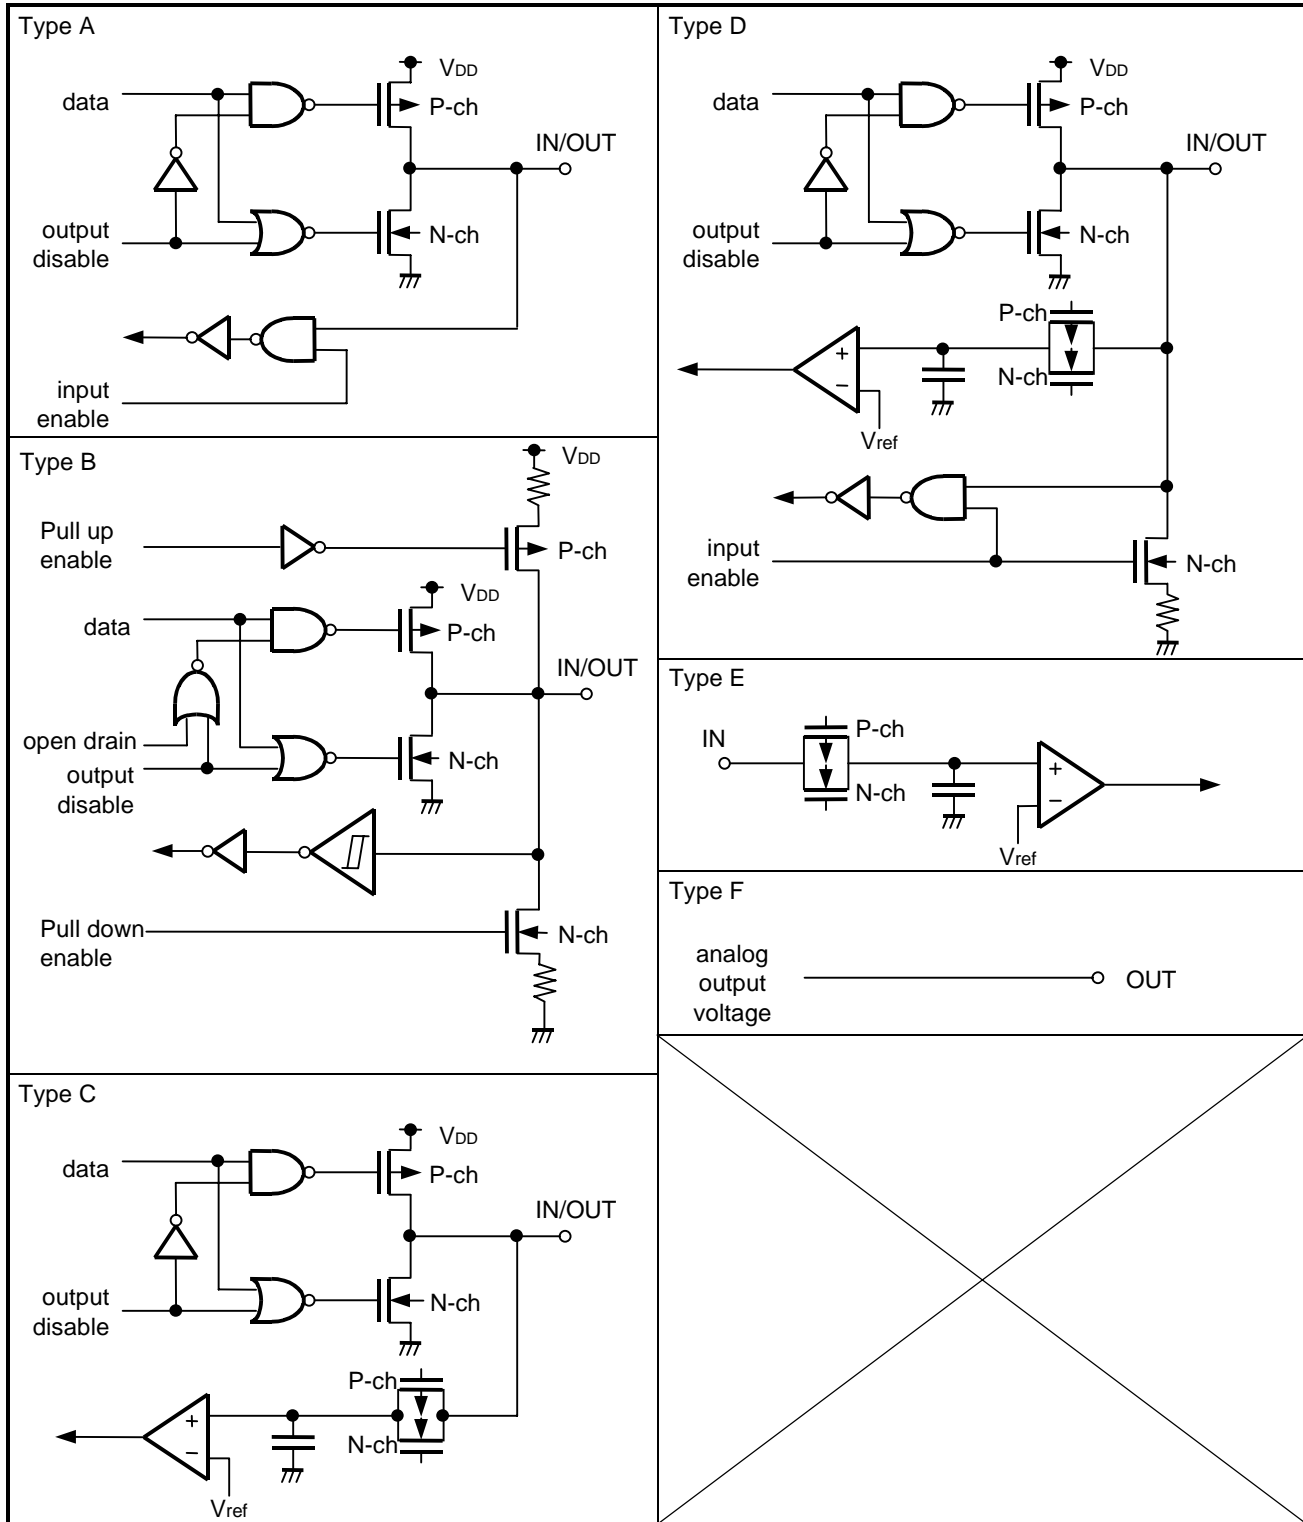 Type A
VDD
data
P-ch
IN/OUT
output
disable
N-ch
input
enable
Type B
VDD
Pull up
enable
P-ch
VDD
data
P-ch
IN/OUT
open drain
output
disable
N-ch
Pull down
enable
N-ch
Type C
VDD
data
P-ch
IN/OUT
output
disable
N-ch
P-ch
+
−
N-ch
Vref
Type D
VDD
data
P-ch
IN/OUT
output
disable
N-ch
P-ch
+
−
N-ch
Vref
input
enable
N-ch
Type E
IN
P-ch
N-ch
+
−
Vref
Type F
analog
output
voltage
OUT